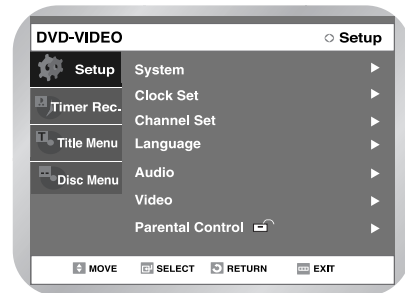 DVD-VIDEO Setup
Setup
Timer Rec.
Title Menu
Disc Menu
System
Clock Set
Channel Set
Language
Audio
Video
Parental Control
MOVE SELECT RETURN EXIT